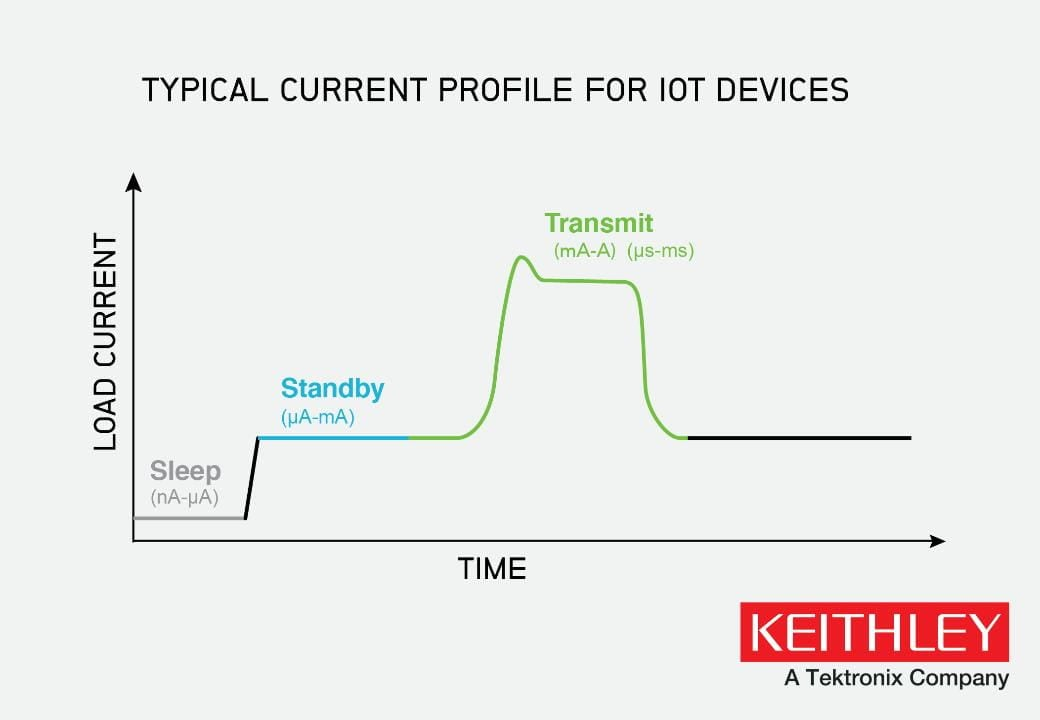 TYPICAL CURRENT PROFILE FOR IOT DEVICES
LOAD CURRENT
Transmit
(mA-A) (µs-ms)
Standby
(µA-mA)
Sleep
(nA-µA)
TIME
KEITHLEY
A Tektronix Company